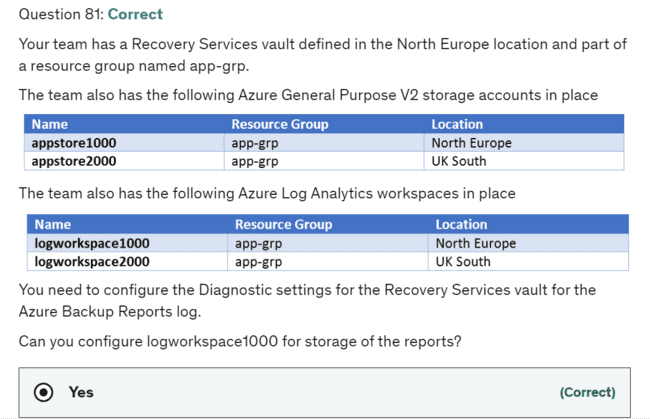 Question 81: Correct
Your team has a Recovery Services vault defined in the North Europe location and part of
a resource group named app-grp.
The team also has the following Azure General Purpose V2 storage accounts in place
Name Resource Group Location
appstore1000 app-grp North Europe
appstore2000 app-grp UK South
The team also has the following Azure Log Analytics workspaces in place
Name Resource Group Location
logworkspace1000 app-grp North Europe
logworkspace2000 app-grp UK South
You need to configure the Diagnostic settings for the Recovery Services vault for the
Azure Backup Reports log.
Can you configure logworkspace1000 for storage of the reports?
Yes (Correct)